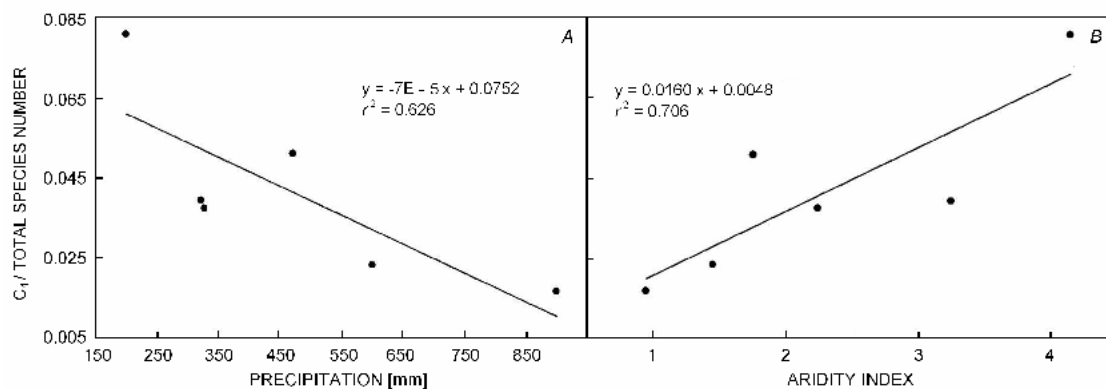 0.085
0.065
0.045
0.025
0.005
C₄/ TOTAL SPECIES NUMBER
A
y = -7E - 5 x + 0.0752
r² = 0.626
150 250 350 450 550 650 750 850
PRECIPITATION [mm]
B
y = 0.0160 x + 0.0048
r² = 0.706
1 2 3 4
ARIDITY INDEX